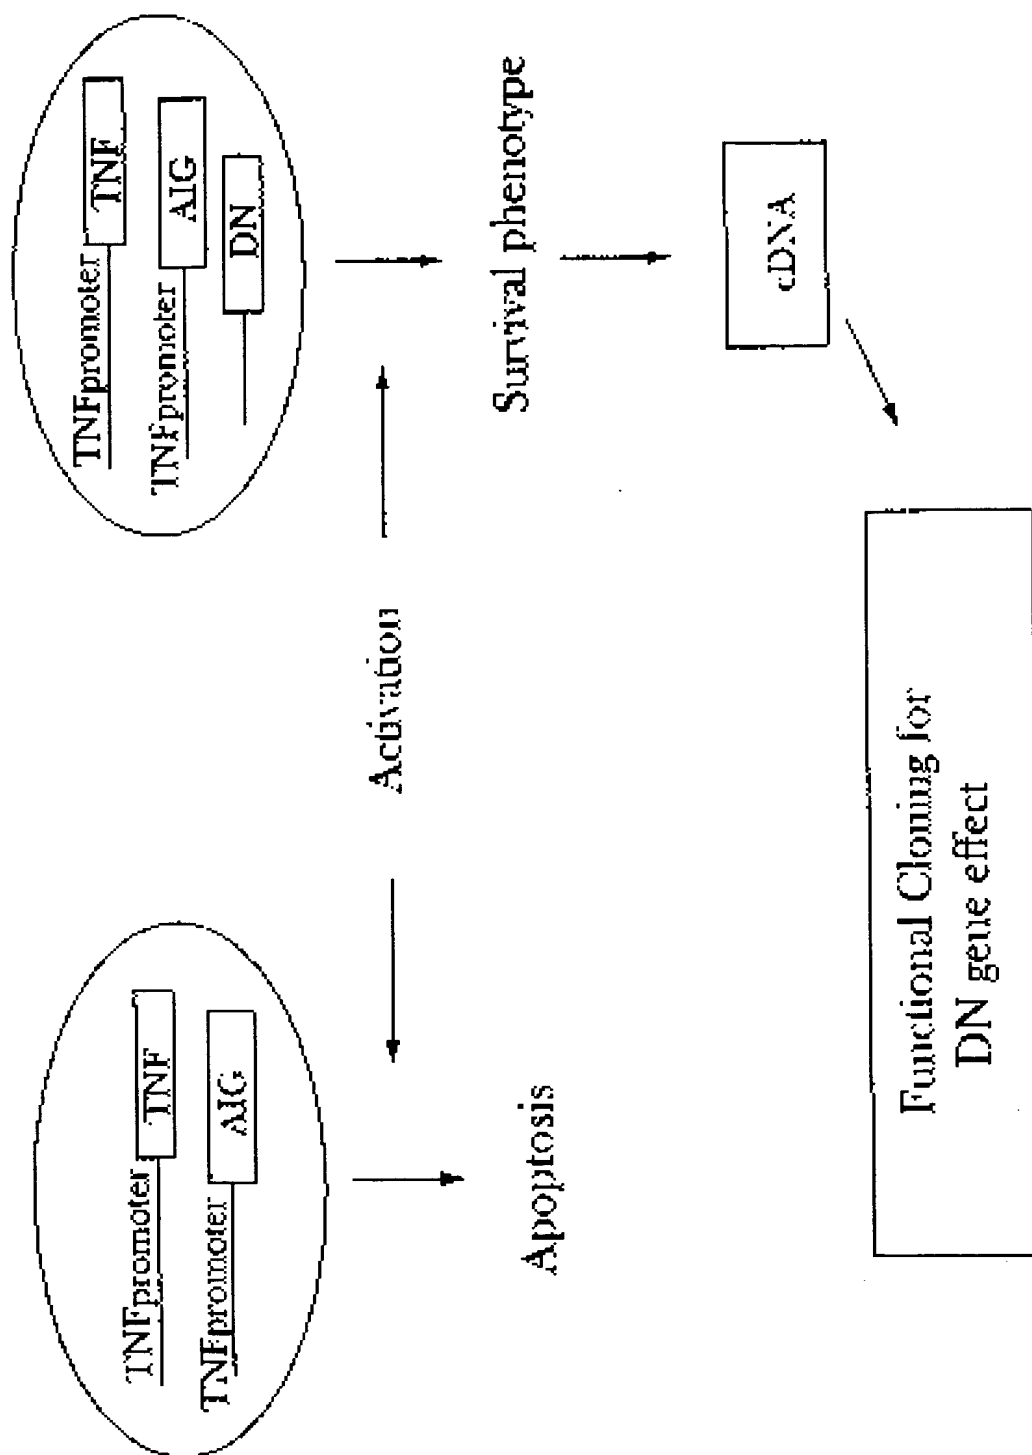 TNFpromoter
TNF
TNFpromoter
AIG
TNFpromoter
TNF
TNFpromoter
AIG
DN
Activation
Apoptosis
Survival phenotype
cDNA
Functional Cloning for
DN gene effect